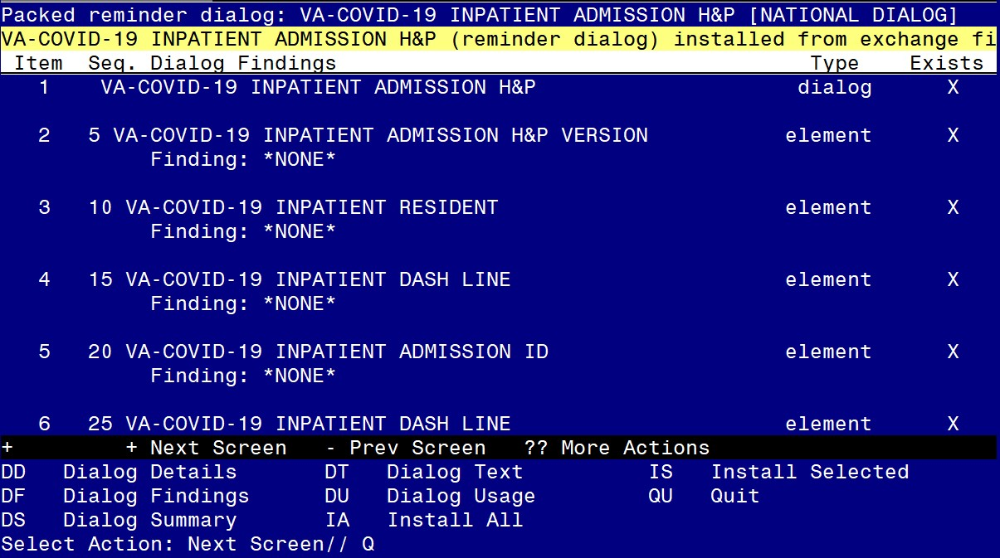 Packed reminder dialog: VA-COVID-19 INPATIENT ADMISSION H&P [NATIONAL DIALOG]
VA-COVID-19 INPATIENT ADMISSION H&P (reminder dialog) installed from exchange fi
Item Seq. Dialog Findings Type Exists
1 VA-COVID-19 INPATIENT ADMISSION H&P dialog X
2 5 VA-COVID-19 INPATIENT ADMISSION H&P VERSION element X
Finding: *NONE*
3 10 VA-COVID-19 INPATIENT RESIDENT element X
Finding: *NONE*
4 15 VA-COVID-19 INPATIENT DASH LINE element X
Finding: *NONE*
5 20 VA-COVID-19 INPATIENT ADMISSION ID element X
Finding: *NONE*
6 25 VA-COVID-19 INPATIENT DASH LINE element X
+ + Next Screen - Prev Screen ?? More Actions
DD Dialog Details DT Dialog Text IS Install Selected
DF Dialog Findings DU Dialog Usage QU Quit
DS Dialog Summary IA Install All
Select Action: Next Screen// Q